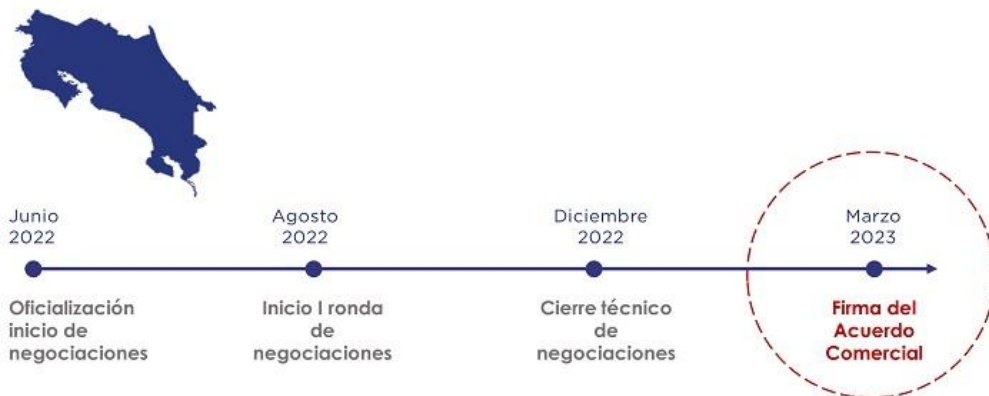 Junio
2022
Agosto
2022
Diciembre
2022
Marzo
2023
Oficialización
inicio de
negociaciones
Inicio I ronda
de
negociaciones
Cierre técnico
de
negociaciones
Firma del
Acuerdo
Comercial